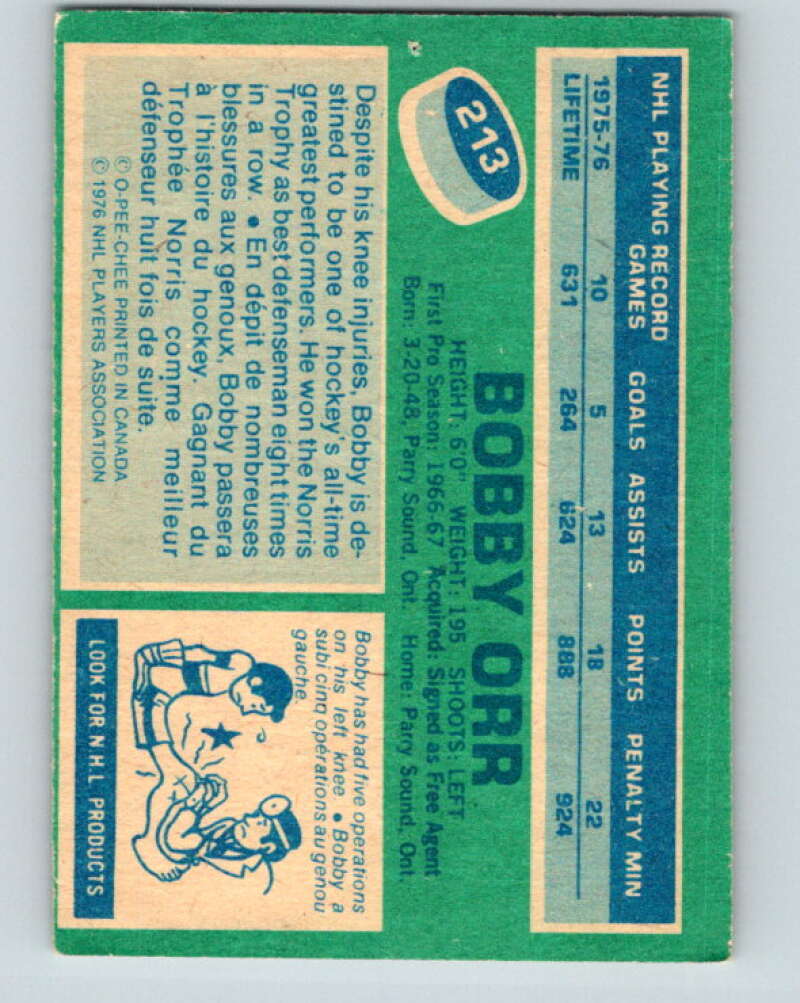 NHL PLAYING RECORD
GAMES GOALS ASSISTS POINTS PENALTY MIN
1975-76 10 5 13 18 22
LIFETIME 631 264 624 888 924
213
BOBBY ORR
HEIGHT: 6'0" WEIGHT: 195 SHOOTS: LEFT
First Pro Season: 1966-67 Acquired: Signed as Free Agent
Born: 3-20-48, Parry Sound, Ont. Home: Parry Sound, Ont.
Despite his knee injuries, Bobby is de-
stined to be one of hockey's all-time
greatest performers. He won the Norris
Trophy as best defenseman eight times
in a row. • En dépit de nombreuses
blessures aux genoux, Bobby passera
à l'histoire du hockey. Gagnant du
Trophée Norris comme meilleur
défenseur huit fois de suite.
© O-PEE-CHEE PRINTED IN CANADA
© 1976 NHL PLAYERS ASSOCIATION
Bobby has had five operations
on his left knee. • Bobby a
subi cinq opérations au genou
gauche.
LOOK FOR N H L PRODUCTS